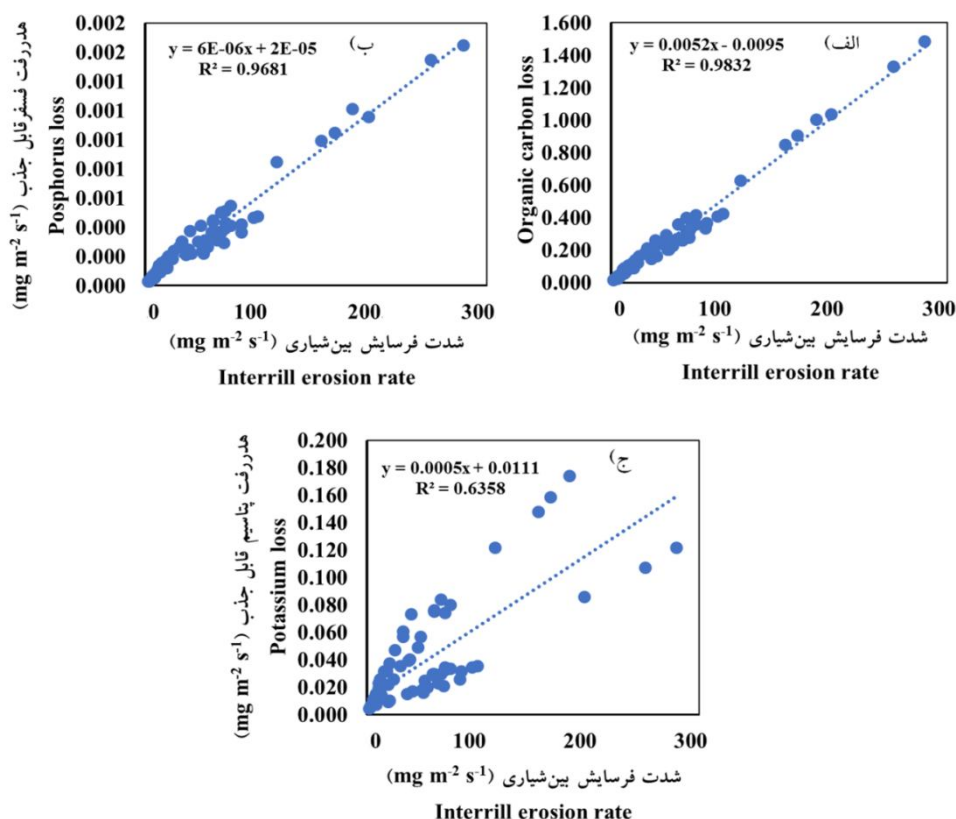 هدررفت فسفرقابل جذب (mg m⁻² s⁻¹)
Posphorus loss
0.002
0.002
0.001
0.001
0.001
0.001
0.001
0.000
0.000
0.000
y = 6E-06x + 2E-05
R² = 0.9681
ب)
0 100 200 300
شدت فرسایش بین‌شیاری (mg m⁻² s⁻¹)
Interrill erosion rate
Organic carbon loss
1.600
1.400
1.200
1.000
0.800
0.600
0.400
0.200
0.000
y = 0.0052x - 0.0095
R² = 0.9832
الف)
0 100 200 300
شدت فرسایش بین‌شیاری (mg m⁻² s⁻¹)
Interrill erosion rate
هدررفت پتاسیم قابل جذب (mg m⁻² s⁻¹)
Potassium loss
0.200
0.180
0.160
0.140
0.120
0.100
0.080
0.060
0.040
0.020
0.000
y = 0.0005x + 0.0111
R² = 0.6358
ج)
0 100 200 300
شدت فرسایش بین‌شیاری (mg m⁻² s⁻¹)
Interrill erosion rate